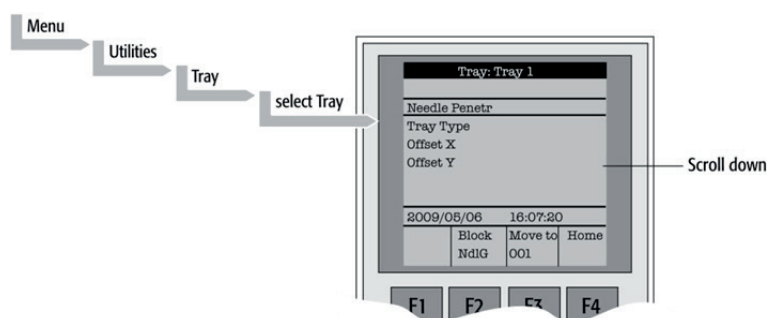 Menu
Utilities
Tray
select Tray
Tray: Tray 1
Needle Penetr
Tray Type
Offset X
Offset Y
Scroll down
2009/05/06 16:07:20
Block Move to Home
NdlG 001
F1 F2 F3 F4